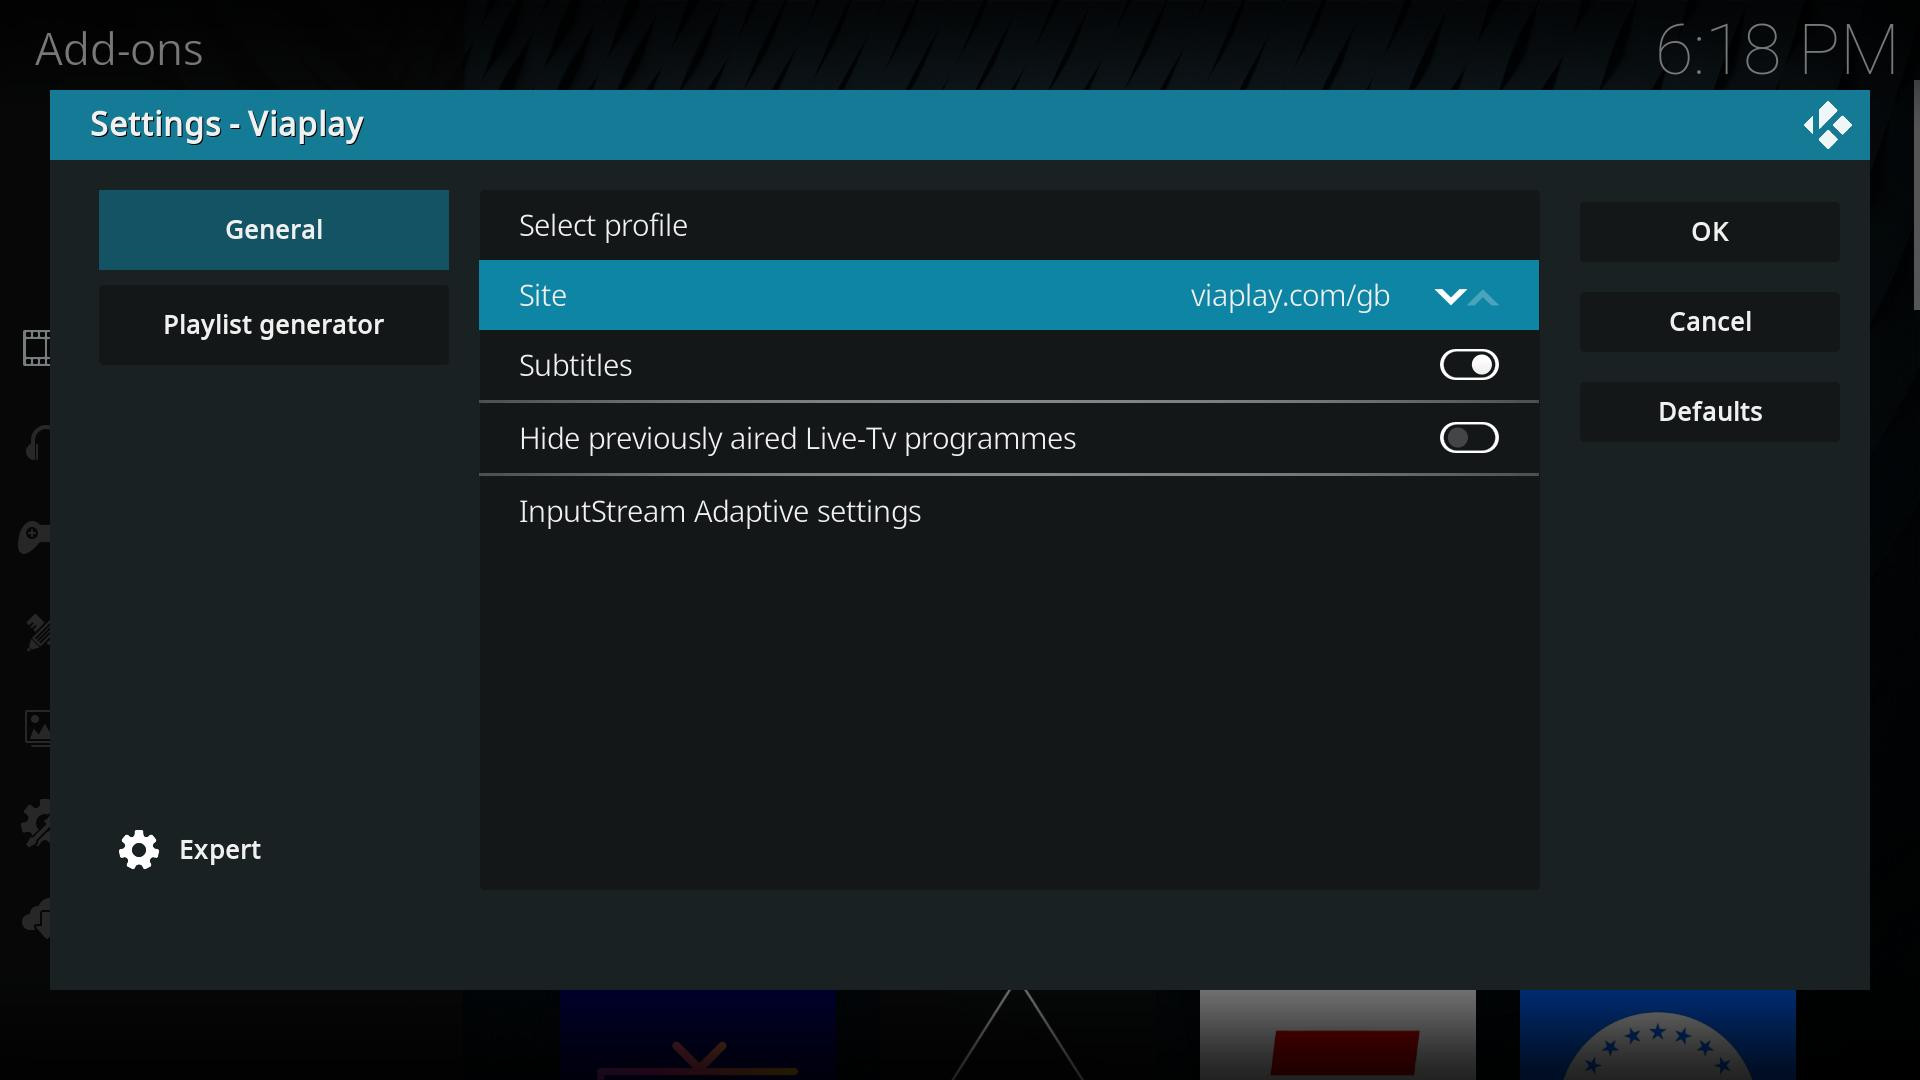 Add-ons
6:18 PM
Settings - Viaplay
General
Playlist generator
Expert
Select profile
Site viaplay.com/gb
Subtitles
Hide previously aired Live-Tv programmes
InputStream Adaptive settings
OK
Cancel
Defaults